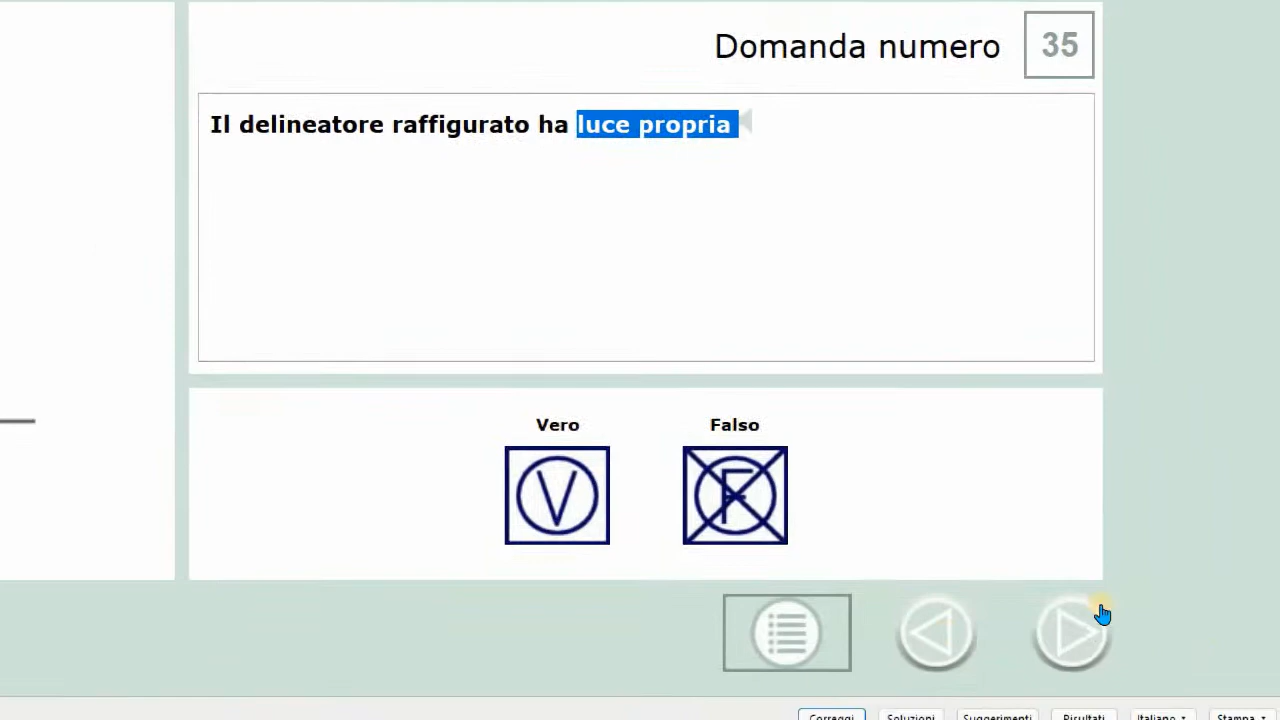 Domanda numero 35
Il delineatore raffigurato ha luce propria
Vero Falso
V F
Correggi Soluzioni Suggerimenti Risultati Italiano Stampa